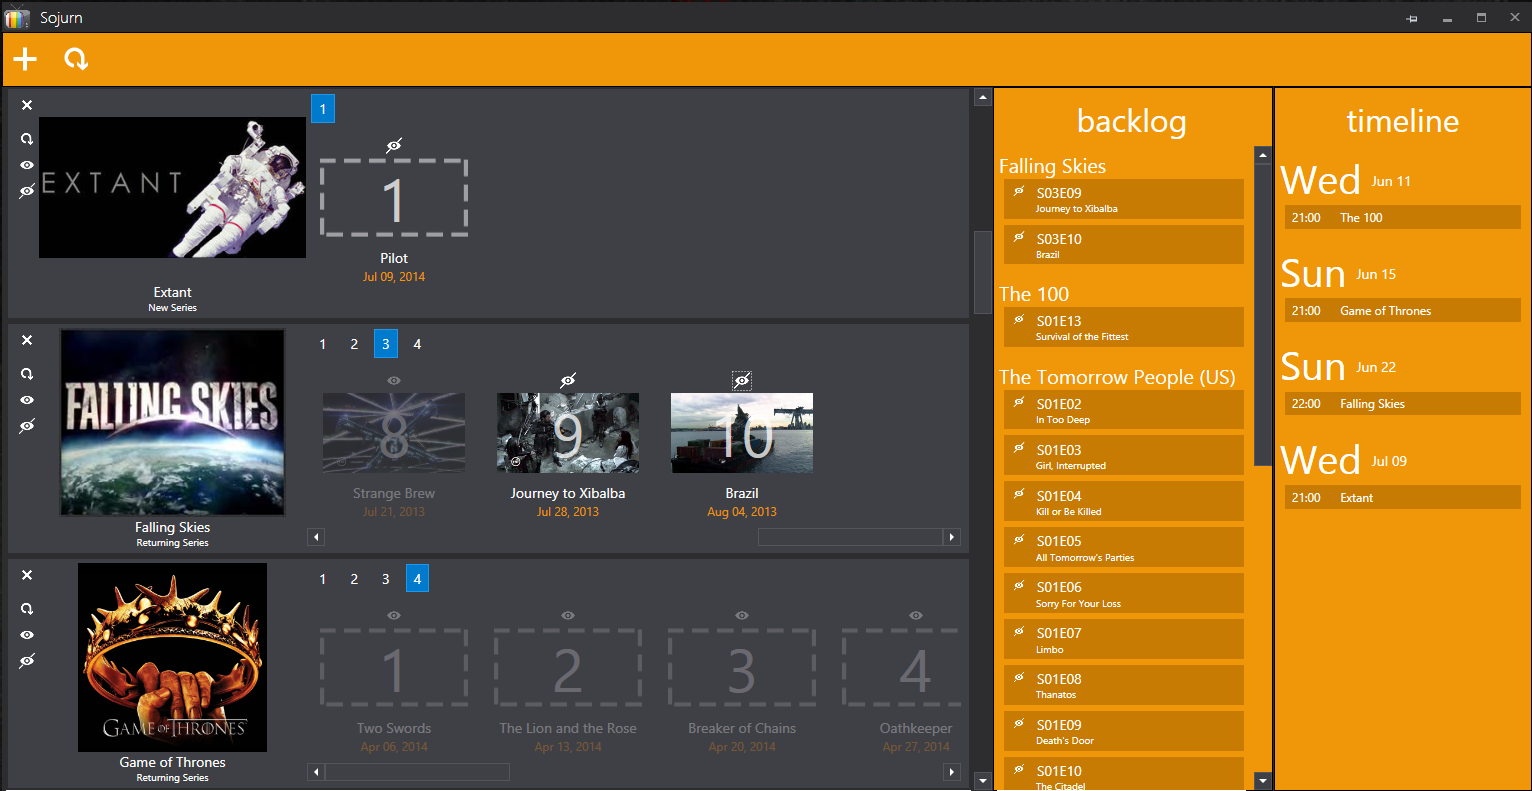 Sojurn
1
EXTANT
1
Pilot
Jul 09, 2014
Extant
New Series
1 2 3 4
FALLING SKIES
8
9
10
Strange Brew
Jul 21, 2013
Journey to Xibalba
Jul 28, 2013
Brazil
Aug 04, 2013
Falling Skies
Returning Series
1 2 3 4
GAME OF THRONES
1
2
3
4
Two Swords
Apr 06, 2014
The Lion and the Rose
Apr 13, 2014
Breaker of Chains
Apr 20, 2014
Oathkeeper
Apr 27, 2014
Game of Thrones
Returning Series
backlog
Falling Skies
S03E09
Journey to Xibalba
S03E10
Brazil
The 100
S01E13
Survival of the Fittest
The Tomorrow People (US)
S01E02
In Too Deep
S01E03
Girl, Interrupted
S01E04
Kill or Be Killed
S01E05
All Tomorrow's Parties
S01E06
Sorry For Your Loss
S01E07
Limbo
S01E08
Thanatos
S01E09
Death's Door
S01E10
The Citadel
timeline
Wed Jun 11
21:00 The 100
Sun Jun 15
21:00 Game of Thrones
Sun Jun 22
22:00 Falling Skies
Wed Jul 09
21:00 Extant